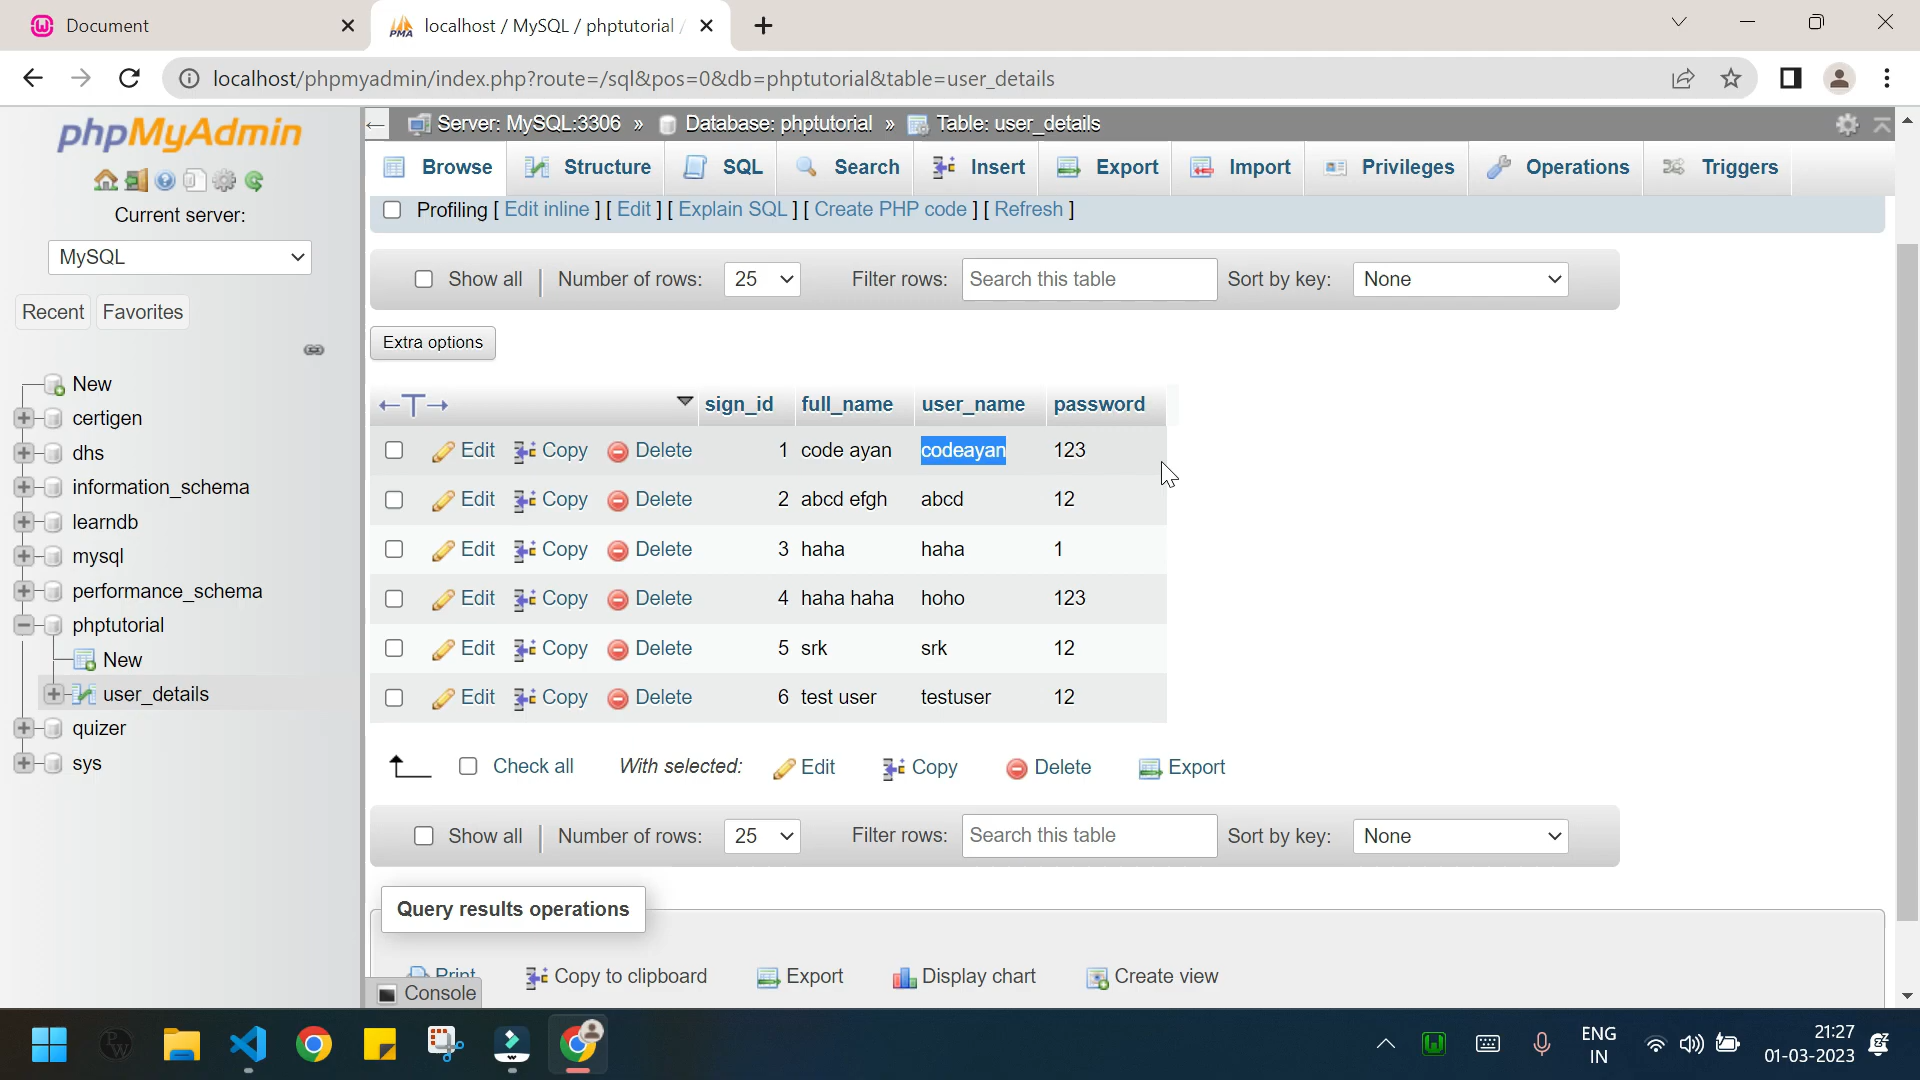 Document
localhost / MySQL / phptutorial /
localhost/phpmyadmin/index.php?route=/sql&pos=0&db=phptutorial&table=user_details
phpMyAdmin
Current server:
MySQL
Recent Favorites
New
certigen
dhs
information_schema
learndb
mysql
performance_schema
phptutorial
New
user_details
quizer
sys
Server: MySQL:3306 » Database: phptutorial » Table: user_details
Browse Structure SQL Search Insert Export Import Privileges Operations Triggers
Profiling [ Edit inline ] [ Edit ] [ Explain SQL ] [ Create PHP code ] [ Refresh ]
Show all | Number of rows: 25 Filter rows: Search this table Sort by key: None
Extra options
←T→ sign_id full_name user_name password
Edit Copy Delete 1 code ayan codeayan 123
Edit Copy Delete 2 abcd efgh abcd 12
Edit Copy Delete 3 haha haha 1
Edit Copy Delete 4 haha haha hoho 123
Edit Copy Delete 5 srk srk 12
Edit Copy Delete 6 test user testuser 12
Check all With selected: Edit Copy Delete Export
Show all | Number of rows: 25 Filter rows: Search this table Sort by key: None
Query results operations
Print Copy to clipboard Export Display chart Create view
Console
ENG
IN
21:27
01-03-2023